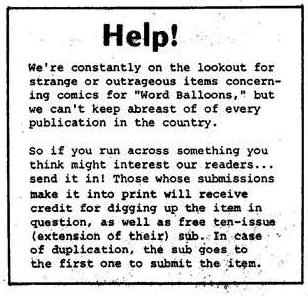 Help!
We're constantly on the lookout for
strange or outrageous items concern-
ing comics for "Word Balloons," but
we can't keep abreast of of every
publication in the country.
So if you run across something you
think might interest our readers...
send it in! Those whose submissions
make it into print will receive
credit for digging up the item in
question, as well as free ten-issue
(extension of their) sub. In case
of duplication, the sub goes to
the first one to submit the item.